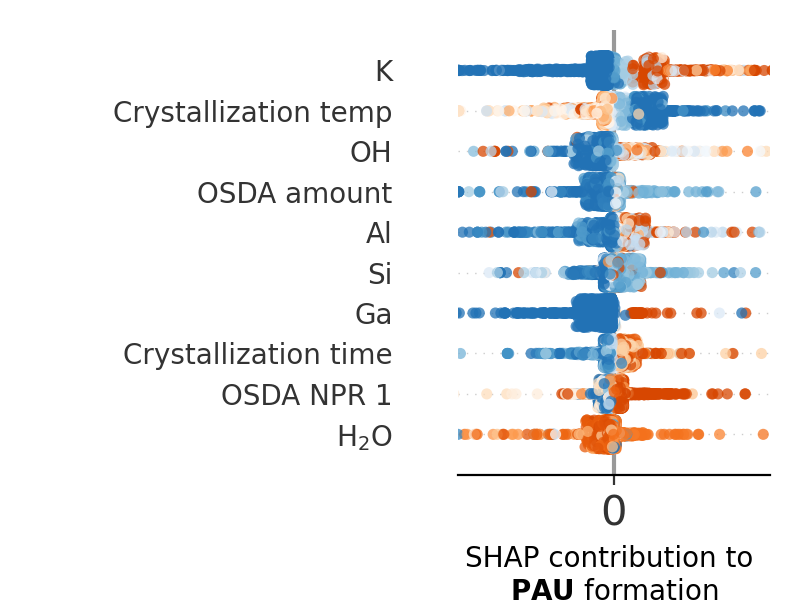 K
Crystallization temp
OH
OSDA amount
Al
Si
Ga
Crystallization time
OSDA NPR 1
H₂O
0
SHAP contribution to
PAU formation